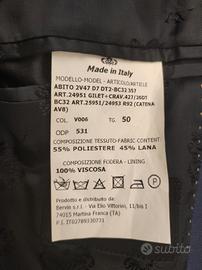 Made in Italy
MODELLO-MODEL - ARTICOLO/ARTICLE
ABITO 2V47 D7 DT2-BC32 357
ART.24951 GILET+CRAV.427/26DT
BC32 ART.25951/24953 R92 (CATENA
AV8)
COL. V006 TG. 50
ODP 531
COMPOSIZIONE TESSUTO-FABRIC CONTENT
55% POLIESTERE 45% LANA
COMPOSIZIONE FODERA - LINING
100% VISCOSA
Prodotto e distribuito da:
Servin s.r.l. - Via Elio Vittorini, 11/bis I
74015 Martina Franca (TA)
P.I. IT02789330731
subito